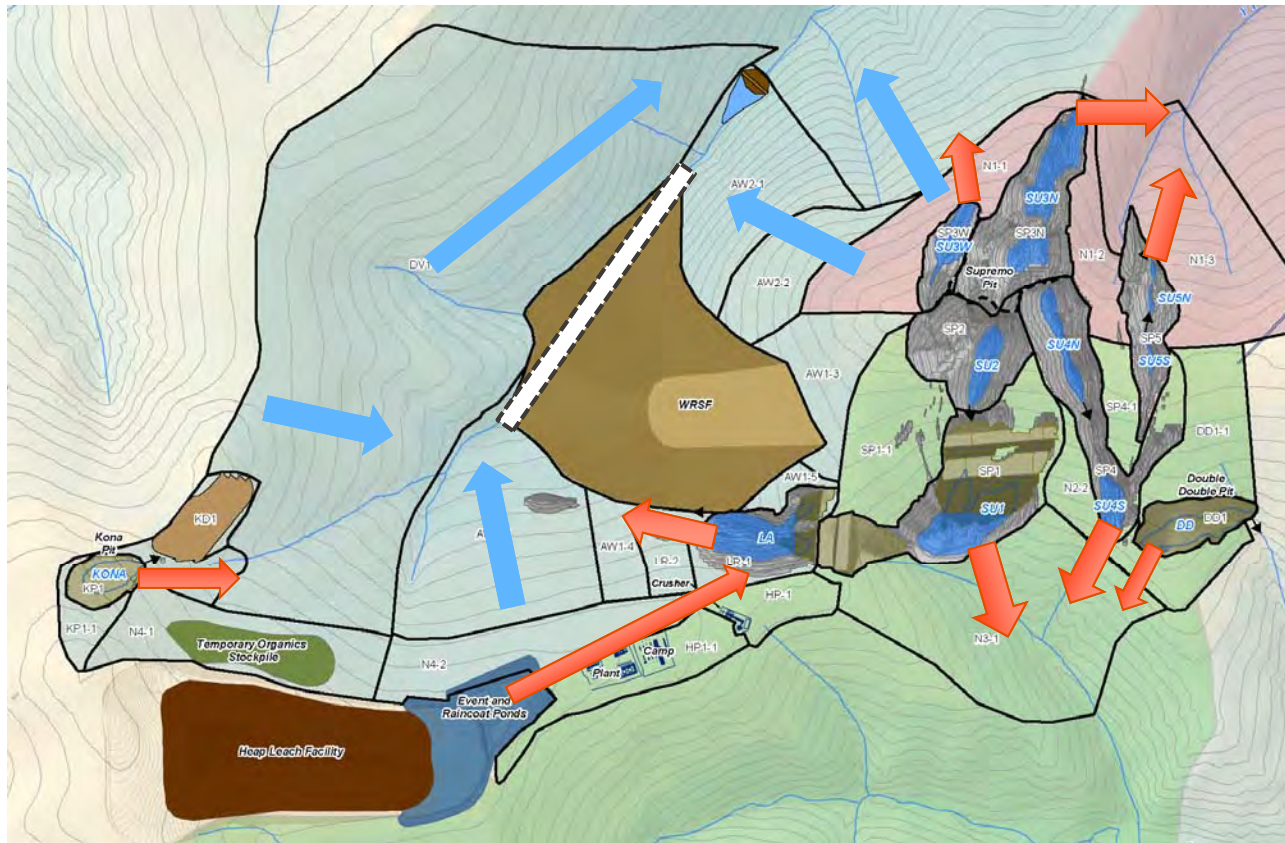 AW2-1
N1-1
SU3N
SP3W
SU3W
SP3N
Supremo
Pit
N1-2
N1-3
DV1
AW2-2
SU5N
SP5
SU5S
SP2
SU2
SU4N
AW1-3
WRSF
SP4-1
DD1-1
SP1-1
SP1
AW1-5
SP4
N2-2
Double
Double Pit
SU4S
SU1
DD
DD1
KD1
Kona
Pit
KONA
KP1
LA
AW1-4
LR-2
LR-1
Crusher
HP-1
KP1-1
N4-1
Temporary Organics
Stockpile
N4-2
Camp
HP1-1
Plant
N3-1
Event and
Raincoat Ponds
Heap Leach Facility